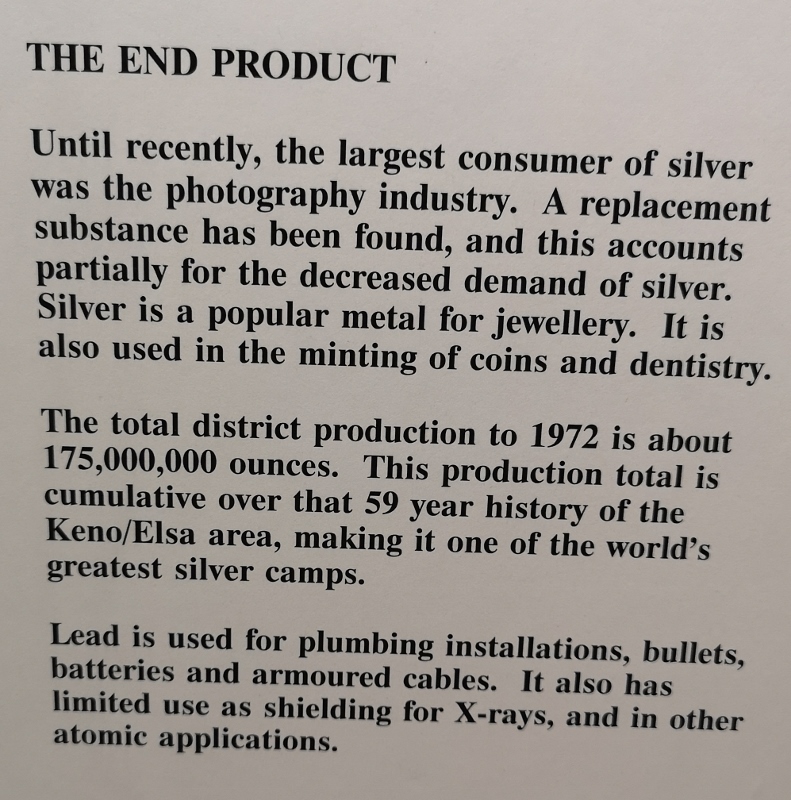 THE END PRODUCT
Until recently, the largest consumer of silver
was the photography industry.  A replacement
substance has been found, and this accounts
partially for the decreased demand of silver.
Silver is a popular metal for jewellery.  It is
also used in the minting of coins and dentistry.
The total district production to 1972 is about
175,000,000 ounces.  This production total is
cumulative over that 59 year history of the
Keno/Elsa area, making it one of the world's
greatest silver camps.
Lead is used for plumbing installations, bullets,
batteries and armoured cables.  It also has
limited use as shielding for X-rays, and in other
atomic applications.